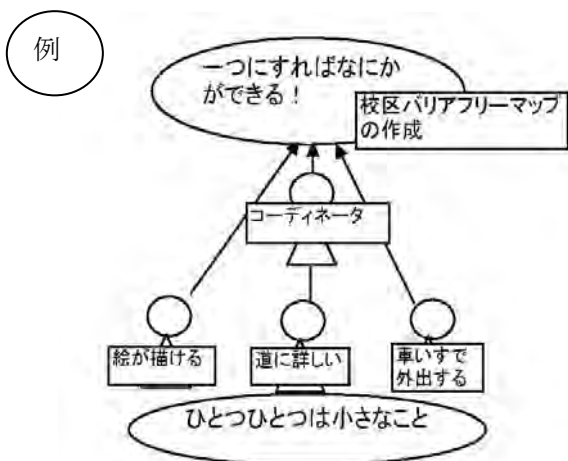 例
一つにすればなにか
ができる！
校区バリアフリーマップ
の作成
コーディネータ
絵が描ける
道に詳しい
車いすで
外出する
ひとつひとつは小さなこと